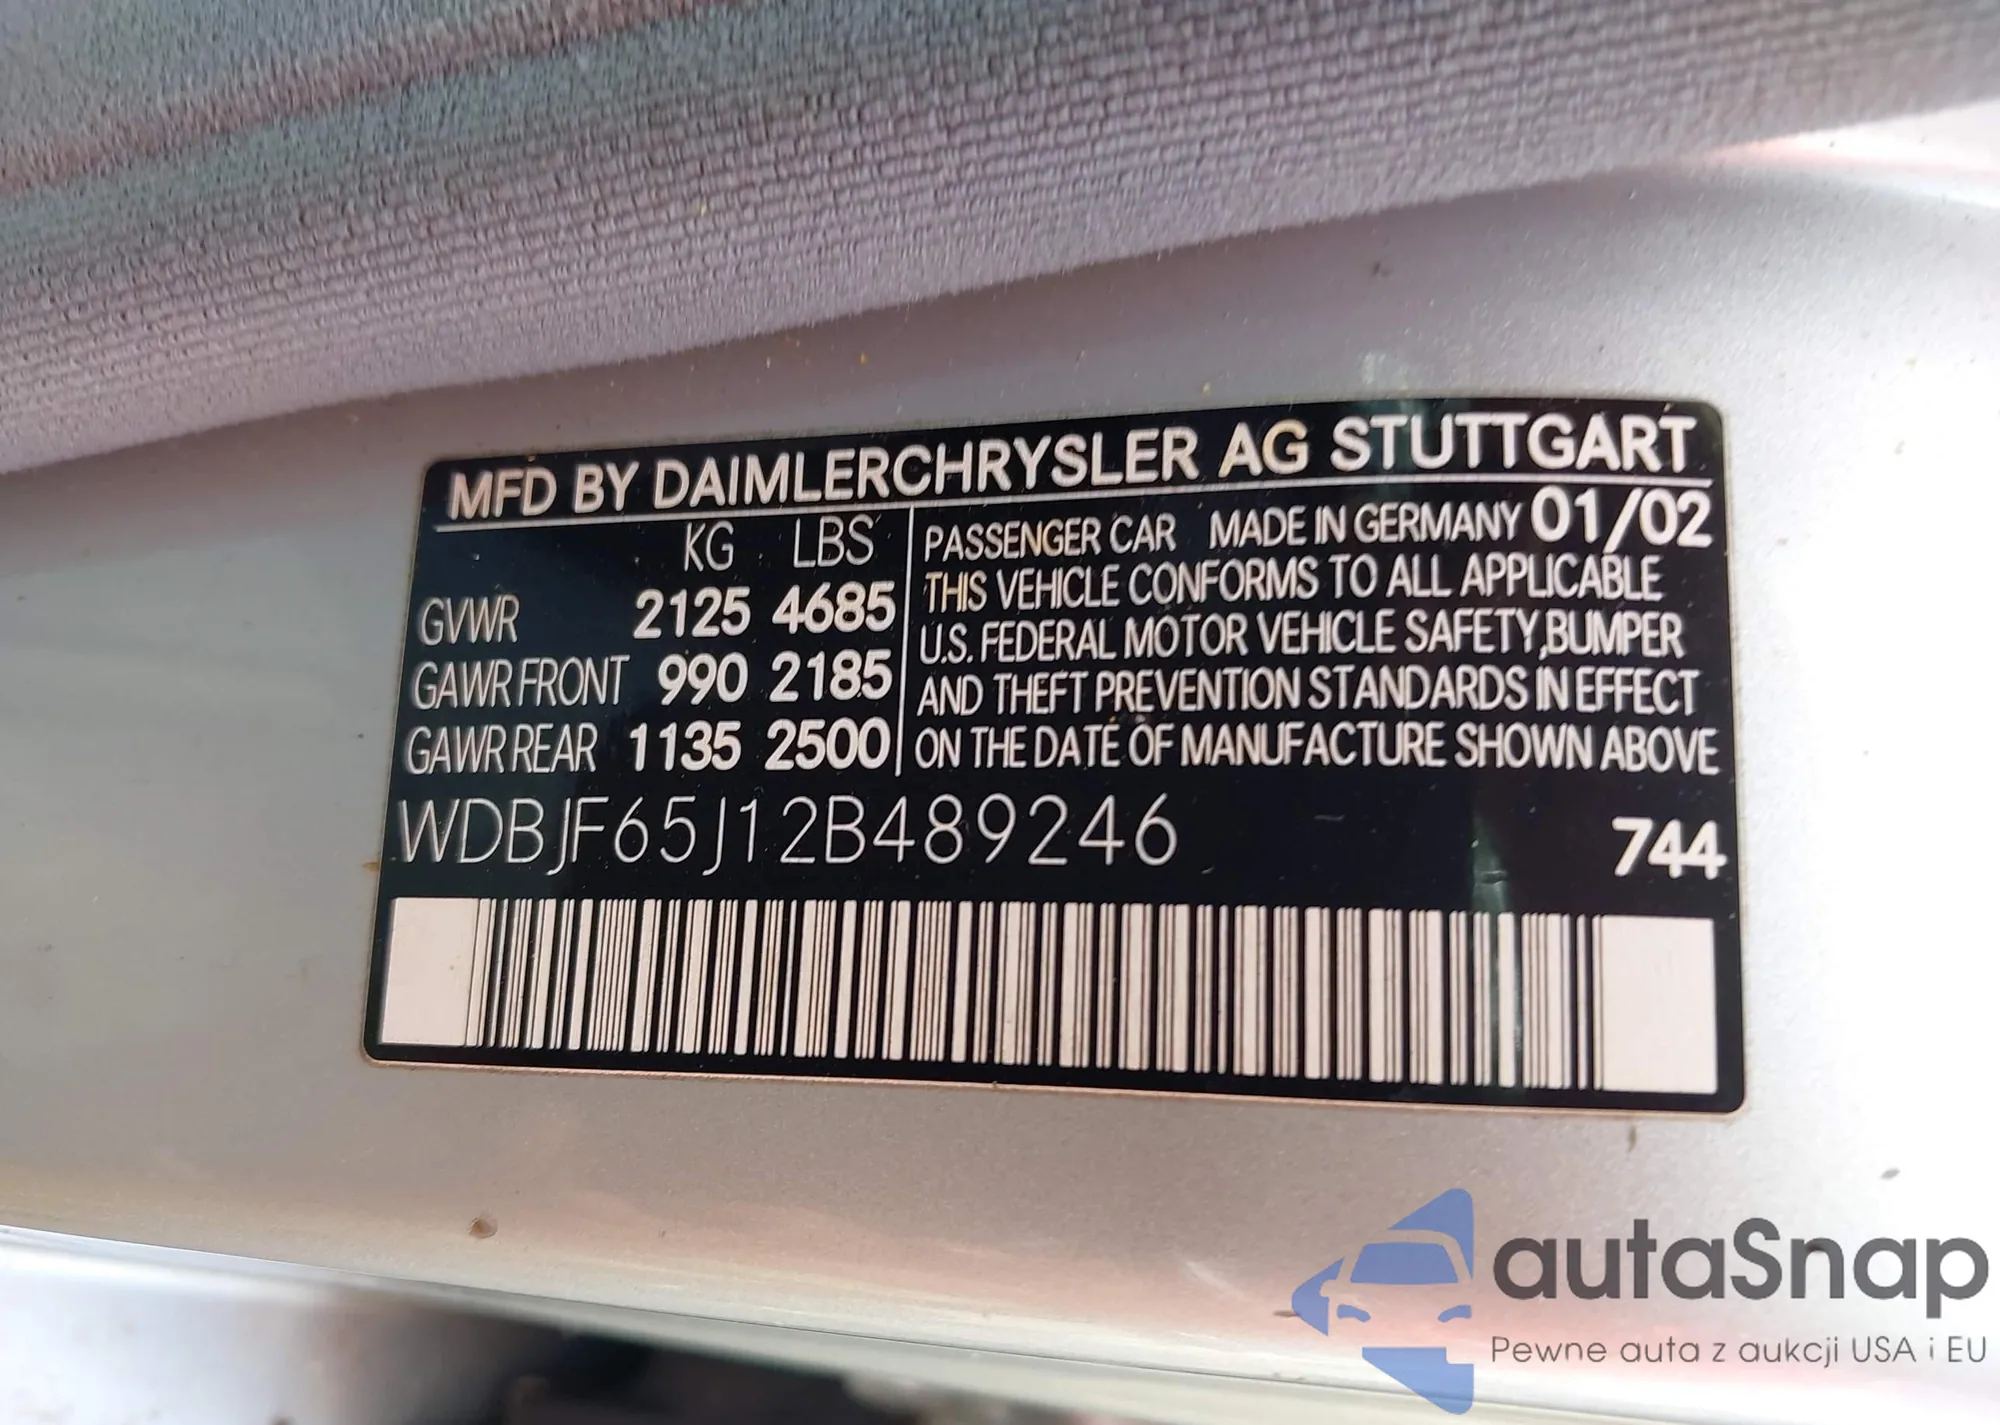 MFD BY DAIMLERCHRYSLER AG STUTTGART
KG LBS
GVWR 2125 4685
GAWR FRONT 990 2185
GAWR REAR 1135 2500
PASSENGER CAR MADE IN GERMANY 01/02
THIS VEHICLE CONFORMS TO ALL APPLICABLE
U.S. FEDERAL MOTOR VEHICLE SAFETY,BUMPER
AND THEFT PREVENTION STANDARDS IN EFFECT
ON THE DATE OF MANUFACTURE SHOWN ABOVE
WDBJF65J12B489246 744
autaSnap
Pewne auta z aukcji USA i EU